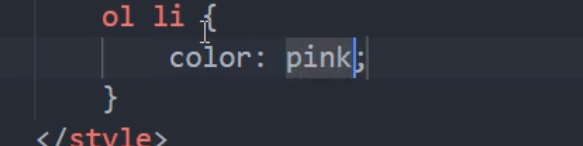 ol li {
color: pink;
}
</style>